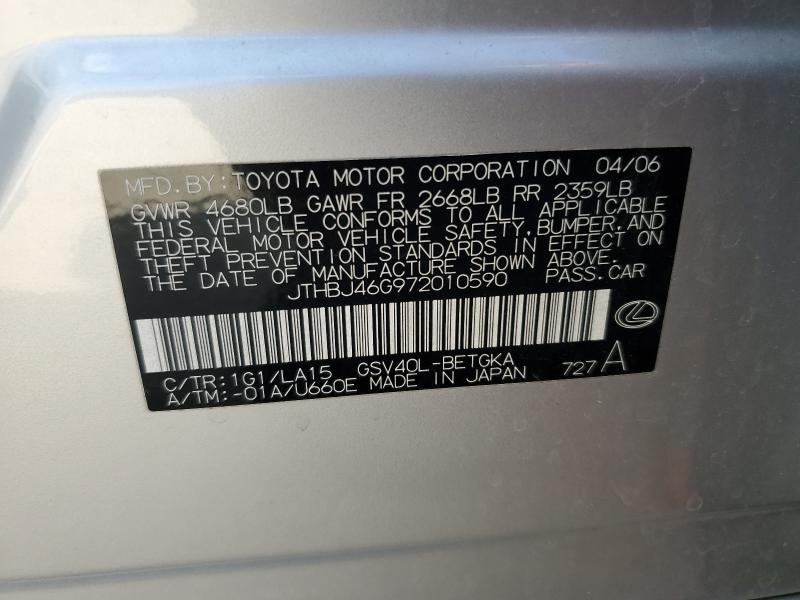 MFD.BY:TOYOTA MOTOR CORPORATION 04/06
GVWR 4680LB GAWR FR 2668LB RR 2359LB
THIS VEHICLE CONFORMS TO ALL APPLICABLE
FEDERAL MOTOR VEHICLE SAFETY,BUMPER,AND
THEFT PREVENTION STANDARDS IN EFFECT ON
THE DATE OF MANUFACTURE SHOWN ABOVE.
JTHBJ46G972010590 PASS.CAR
C/TR:1G1/LA15 GSV40L-BETGKA
A/TM:-01A/U660E MADE IN JAPAN 727A